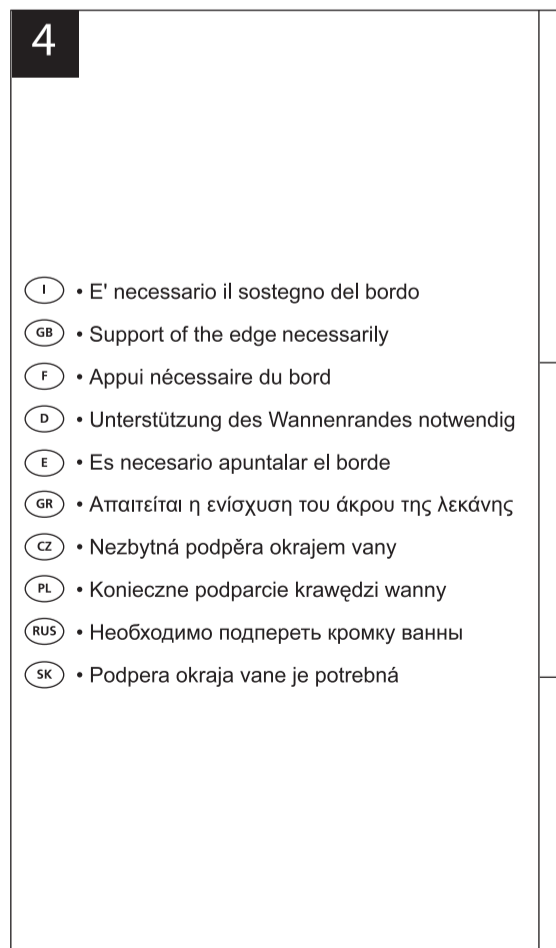 4
I • E' necessario il sostegno del bordo
GB • Support of the edge necessarily
F • Appui nécessaire du bord
D • Unterstützung des Wannenrandes notwendig
E • Es necesario apuntalar el borde
GR • Απαιτείται η ενίσχυση του άκρου της λεκάνης
CZ • Nezbytná podpěra okrajem vany
PL • Konieczne podparcie krawędzi wanny
RUS • Необходимо подпереть кромку ванны
SK • Podpera okraja vane je potrebná